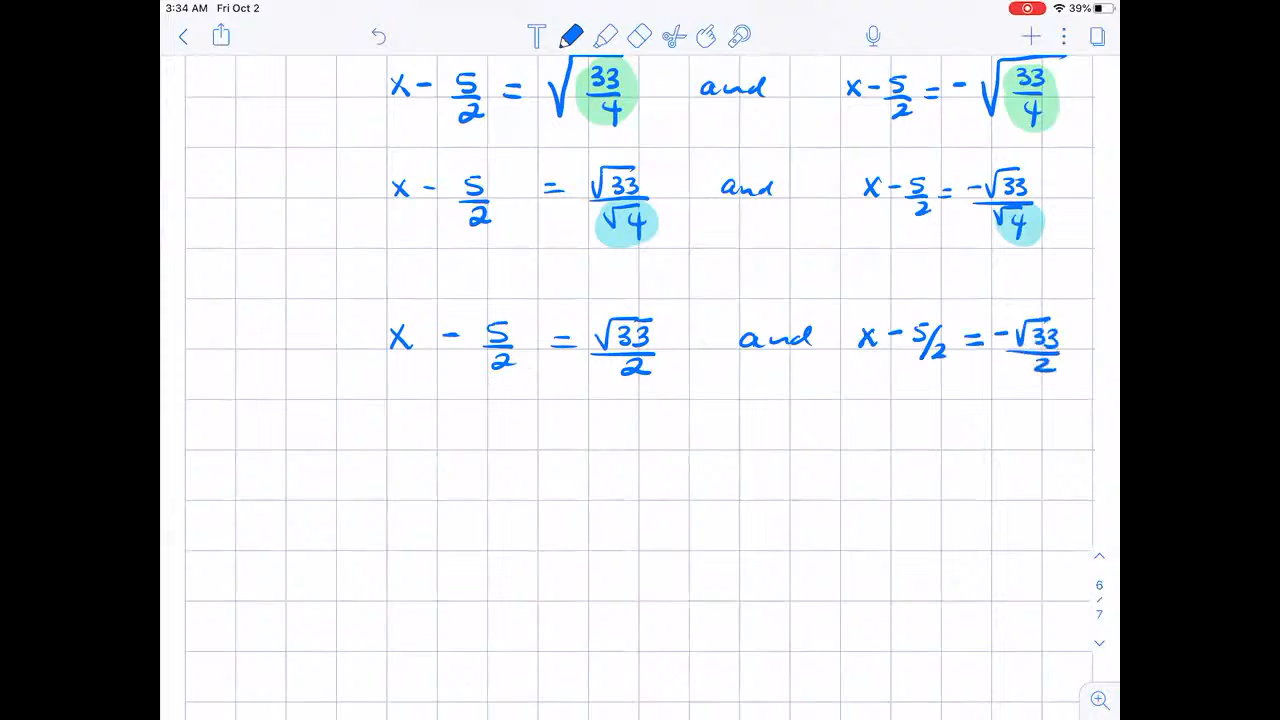 3:34 AM Fri Oct 2 39%
T
x - 5/2 = √(33/4) and x - 5/2 = - √(33/4)
x - 5/2 = √33/√4 and x - 5/2 = -√33/√4
x - 5/2 = √33/2 and x - 5/2 = -√33/2
6
/
7